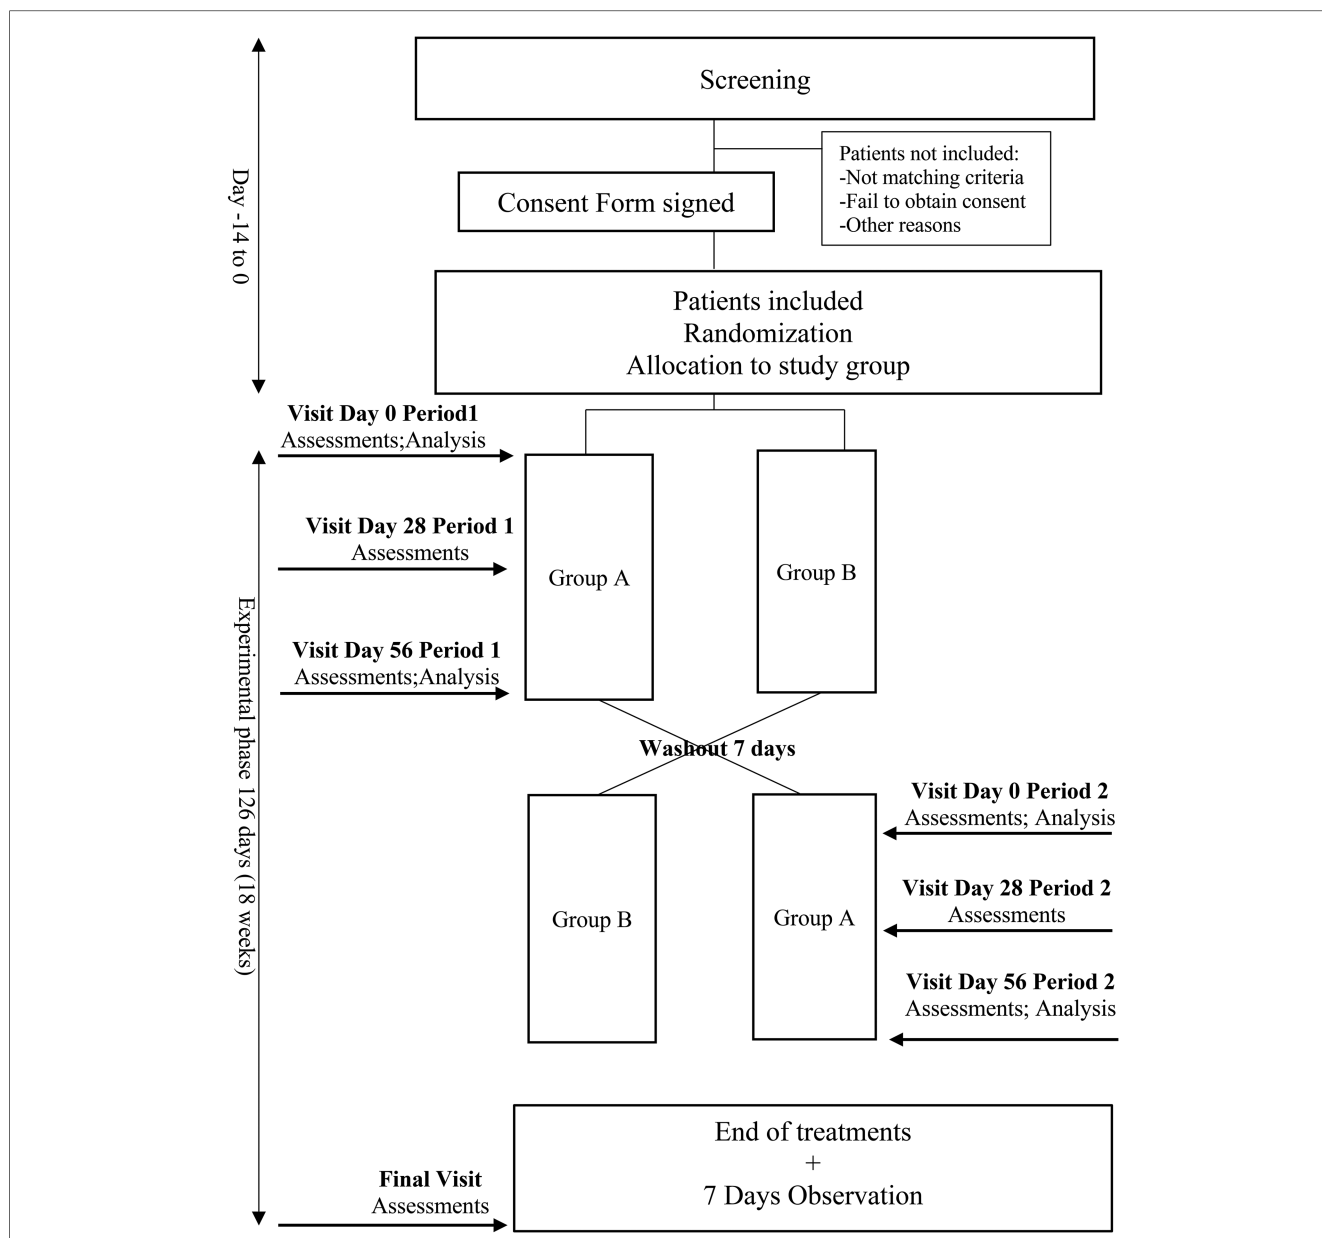 Screening
Patients not included:
-Not matching criteria
-Fail to obtain consent
-Other reasons
Consent Form signed
Day -14 to 0
Patients included
Randomization
Allocation to study group
Visit Day 0 Period1
Assessments;Analysis
Visit Day 28 Period 1
Assessments
Group A
Group B
Visit Day 56 Period 1
Assessments;Analysis
Experimental phase 126 days (18 weeks)
Washout 7 days
Visit Day 0 Period 2
Assessments; Analysis
Visit Day 28 Period 2
Assessments
Group B
Group A
Visit Day 56 Period 2
Assessments; Analysis
End of treatments
+
7 Days Observation
Final Visit
Assessments